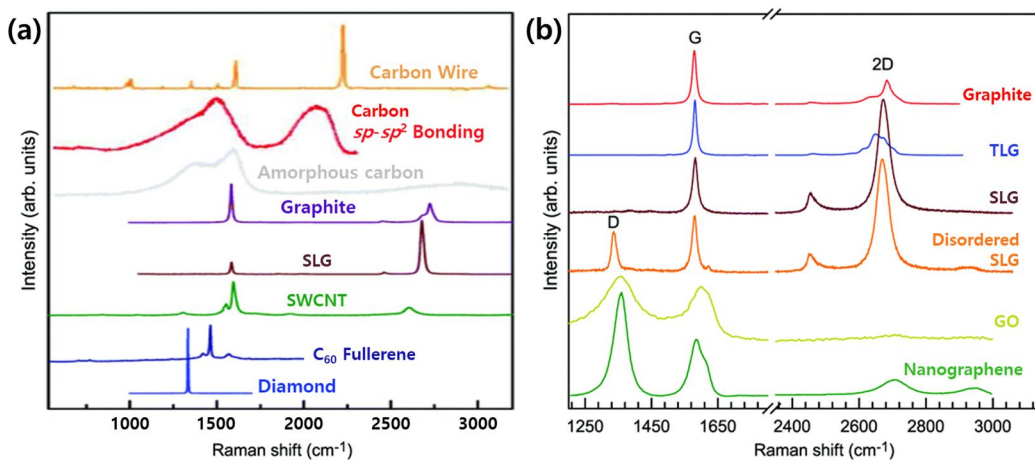 (a)
Intensity (arb. units)
Carbon Wire
Carbon
sp-sp² Bonding
Amorphous carbon
Graphite
SLG
SWCNT
C₆₀ Fullerene
Diamond
1000 1500 2000 2500 3000
Raman shift (cm⁻¹)
(b)
Intensity (arb. units)
G
2D
Graphite
TLG
SLG
D
Disordered
SLG
GO
Nanographene
1250 1450 1650 2400 2600 2800 3000
Raman shift (cm⁻¹)